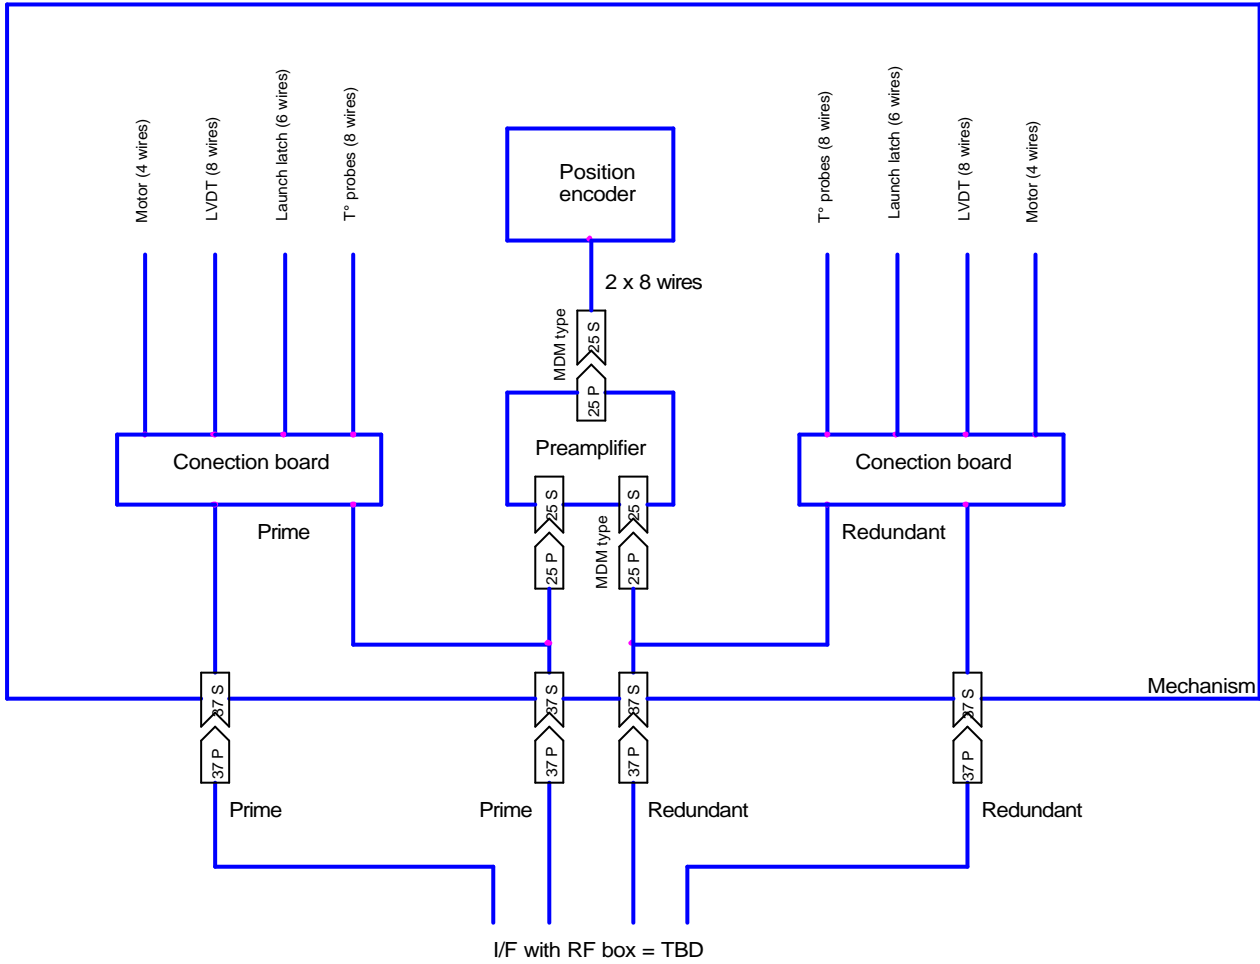 Motor (4 wires)
LVDT (8 wires)
Launch latch (6 wires)
T° probes (8 wires)
Position
encoder
T° probes (8 wires)
Launch latch (6 wires)
LVDT (8 wires)
Motor (4 wires)
2 x 8 wires
MDM type
25 S
25 P
Conection board
Preamplifier
Conection board
25 S
25 S
Prime
MDM type
Redundant
25 P
25 P
Mechanism
37 S
37 S
37 S
37 S
37 P
37 P
37 P
37 P
Prime
Prime
Redundant
Redundant
I/F with RF box = TBD